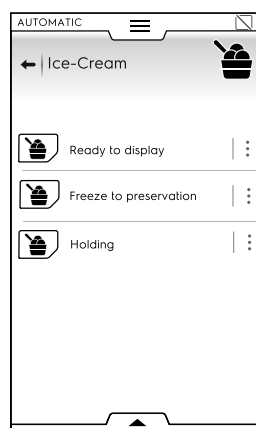 AUTOMATIC
Ice-Cream
Ready to display
Freeze to preservation
Holding